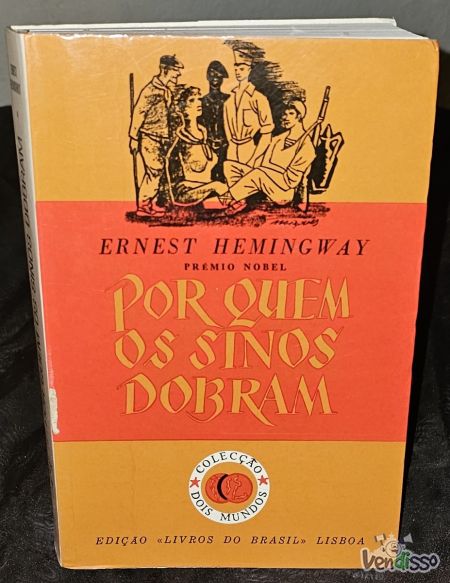 ERNEST HEMINGWAY
PRÉMIO NOBEL
POR QUEM
OS SINOS
DOBRAM
COLECÇÃO
DOIS MUNDOS
EDIÇÃO «LIVROS DO BRASIL» LISBOA
Vendisso